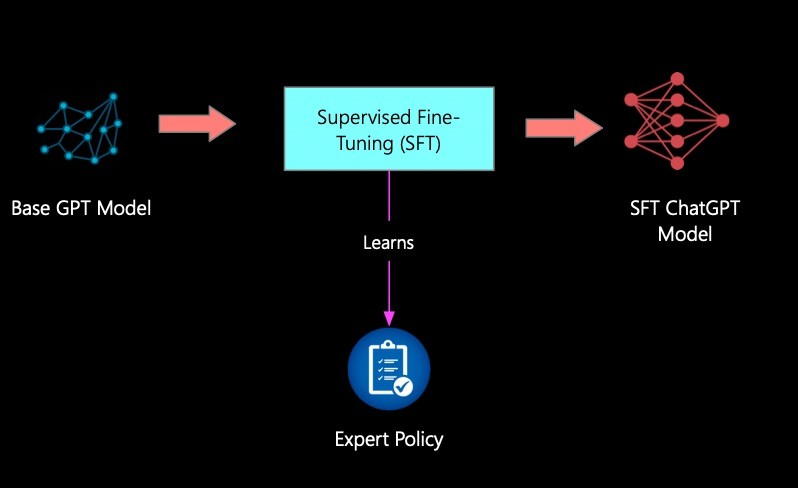 Supervised Fine-
Tuning (SFT)
Base GPT Model
SFT ChatGPT
Model
Learns
Expert Policy